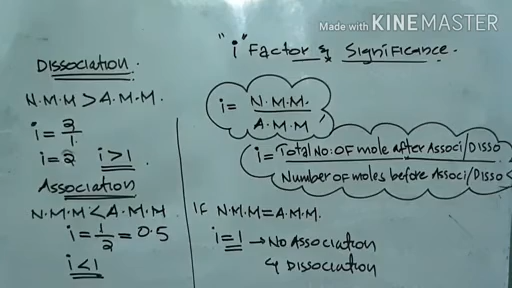 Made with KINEMASTER
"i" Factor & Significance.
Dissociation.
N.M.M > A.M.M.
i = 2/1
i = 2 i > 1
Association
N.M.M < A.M.M
i = 1/2 = 0.5
i < 1
i = N.M.M. / A.M.M
i = Total No: OF mole after Associ/Disso
Number of moles before Associ/Disso
IF N.M.M = A.M.M.
i = 1 → No Association
& Dissociation